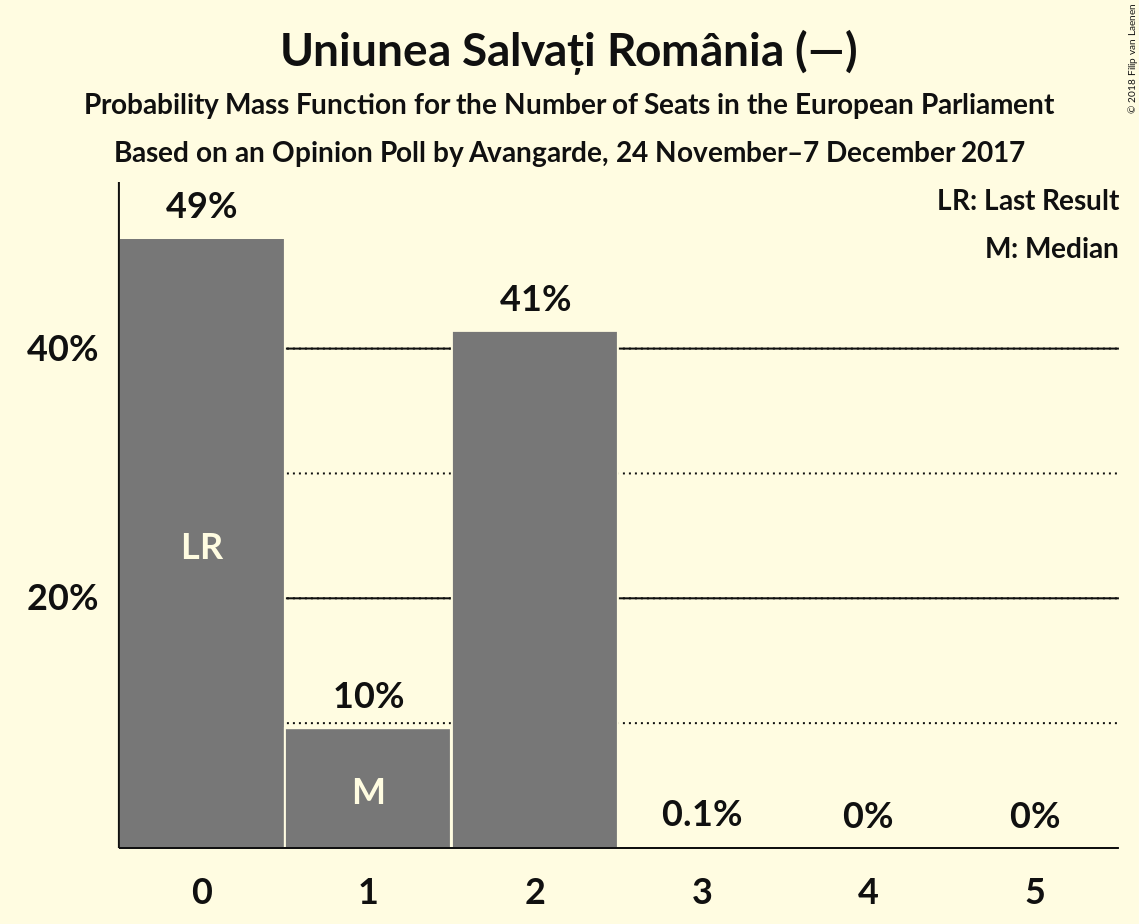 Uniunea Salvați România (—)
Probability Mass Function for the Number of Seats in the European Parliament
Based on an Opinion Poll by Avangarde, 24 November–7 December 2017
© 2018 Filip van Laenen
LR: Last Result
M: Median
49%
41%
40%
LR
20%
10%
M
0.1%
0%
0%
0 1 2 3 4 5